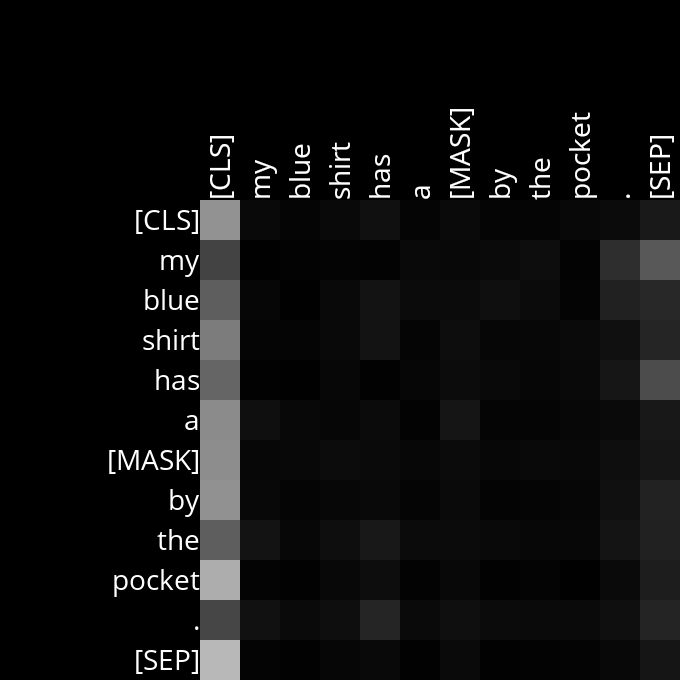 [CLS] my blue shirt has a [MASK] by the pocket . [SEP]
[CLS]
my
blue
shirt
has
a
[MASK]
by
the
pocket
.
[SEP]